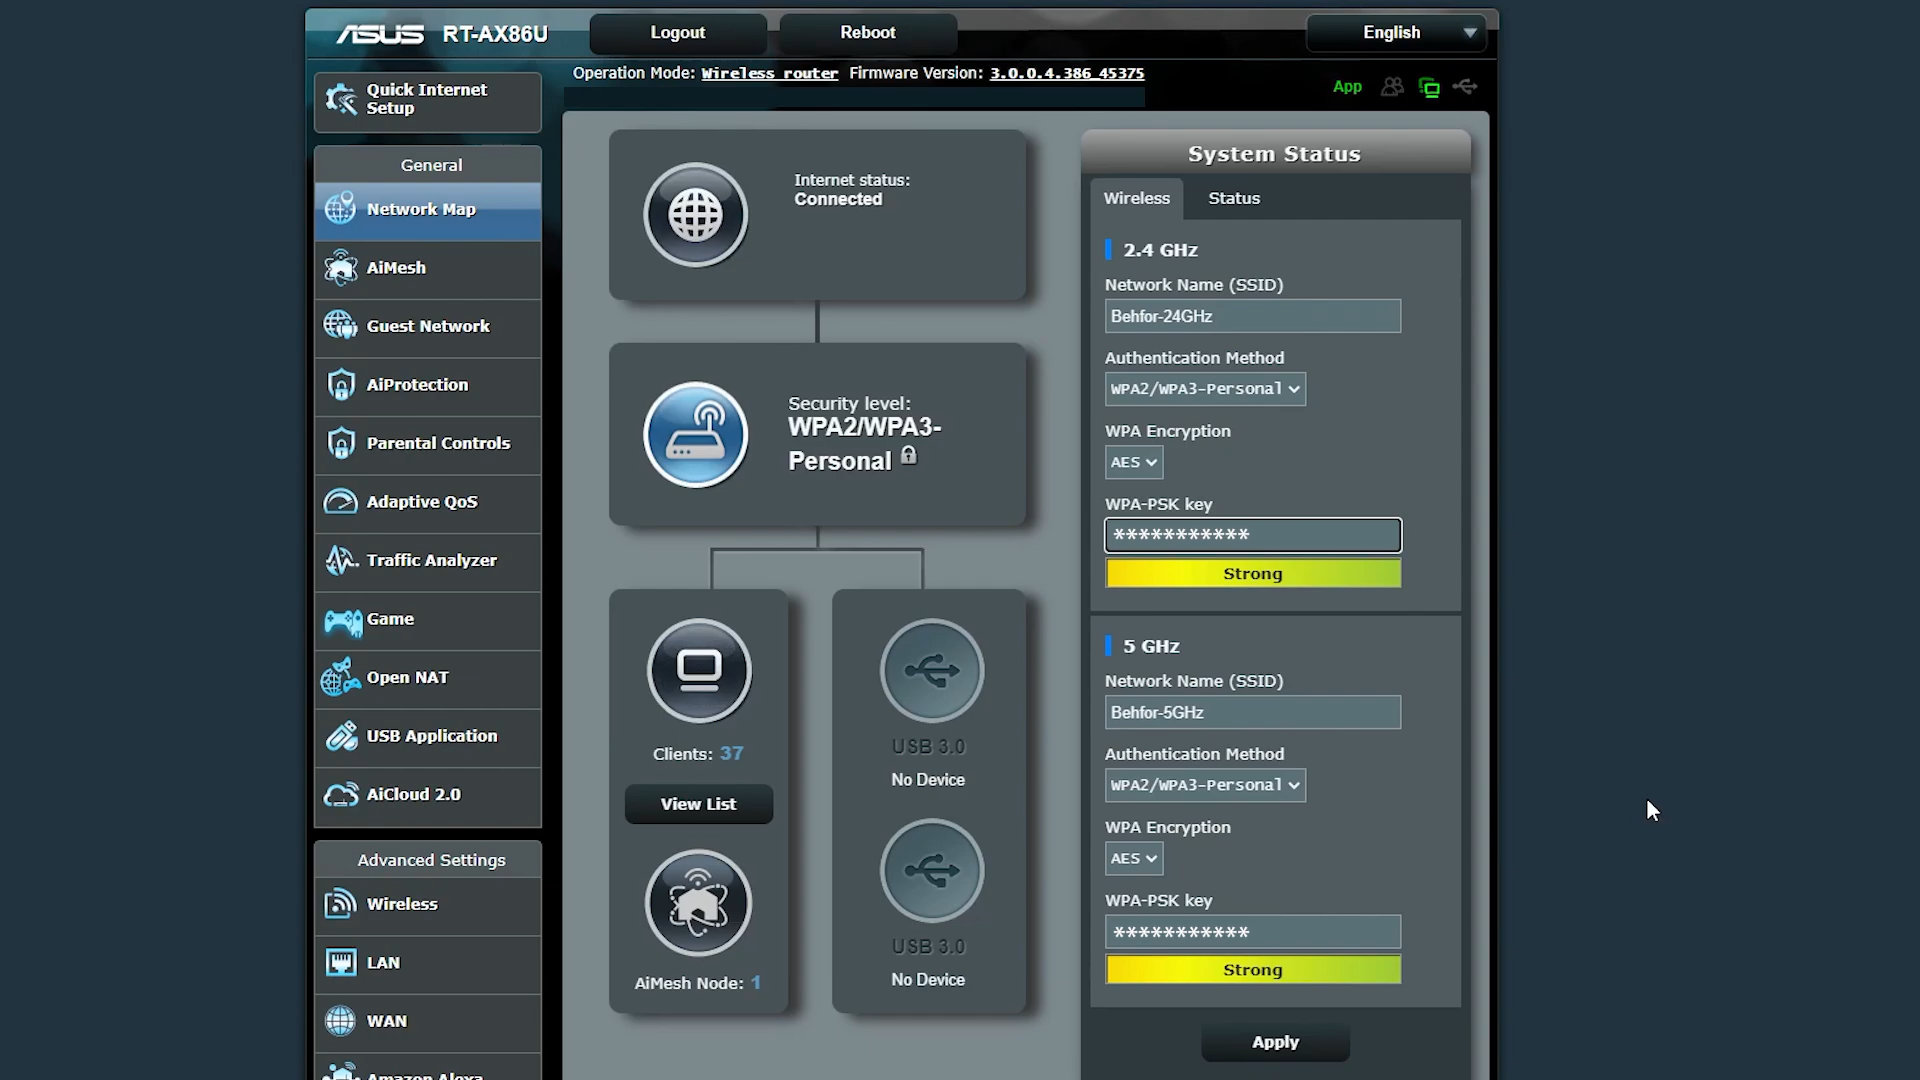 ASUS RT-AX86U
Logout
Reboot
English
Operation Mode: Wireless router Firmware Version: 3.0.0.4.386_45375
App
Quick Internet
Setup
General
Network Map
AiMesh
Guest Network
AiProtection
Parental Controls
Adaptive QoS
Traffic Analyzer
Game
Open NAT
USB Application
AiCloud 2.0
Advanced Settings
Wireless
LAN
WAN
Amazon Alexa
Internet status:
Connected
Security level:
WPA2/WPA3-
Personal
Clients: 37
View List
AiMesh Node: 1
USB 3.0
No Device
USB 3.0
No Device
System Status
Wireless
Status
2.4 GHz
Network Name (SSID)
Behfor-24GHz
Authentication Method
WPA2/WPA3-Personal
WPA Encryption
AES
WPA-PSK key
***********
Strong
5 GHz
Network Name (SSID)
Behfor-5GHz
Authentication Method
WPA2/WPA3-Personal
WPA Encryption
AES
WPA-PSK key
***********
Strong
Apply